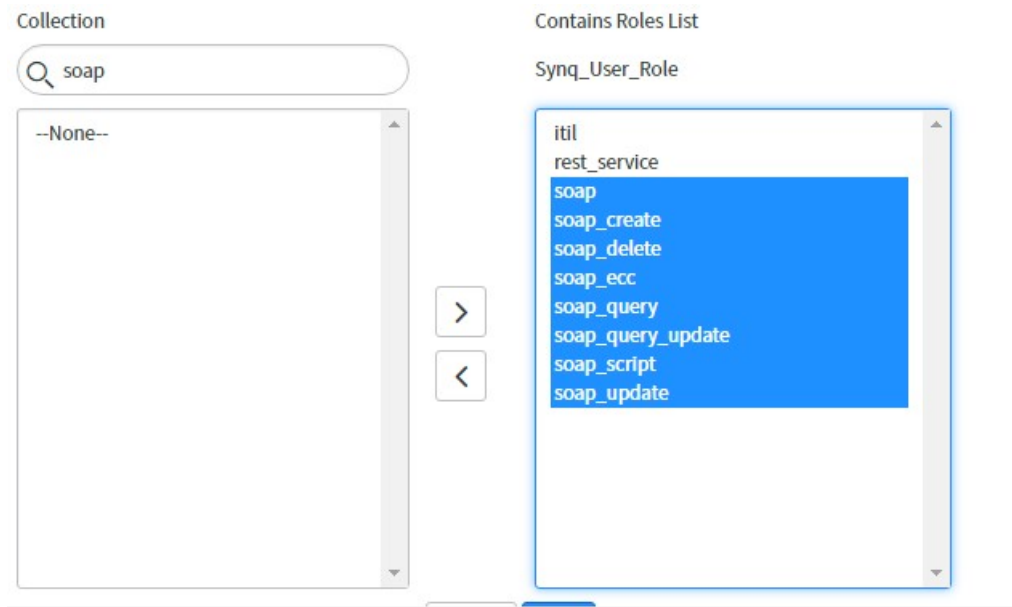 Collection
soap
--None--
Contains Roles List
Synq_User_Role
itil
rest_service
soap
soap_create
soap_delete
soap_ecc
soap_query
soap_query_update
soap_script
soap_update